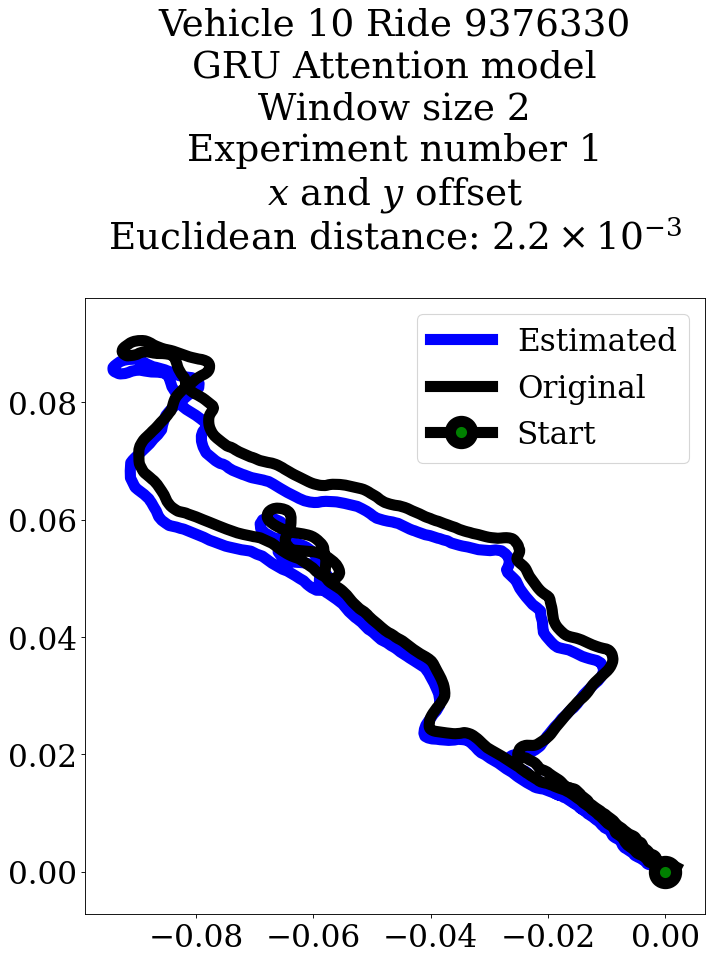 Vehicle 10 Ride 9376330
GRU Attention model
Window size 2
Experiment number 1
x and y offset
Euclidean distance: 2.2 × 10⁻³
Estimated
Original
Start
0.08
0.06
0.04
0.02
0.00
−0.08 −0.06 −0.04 −0.02 0.00